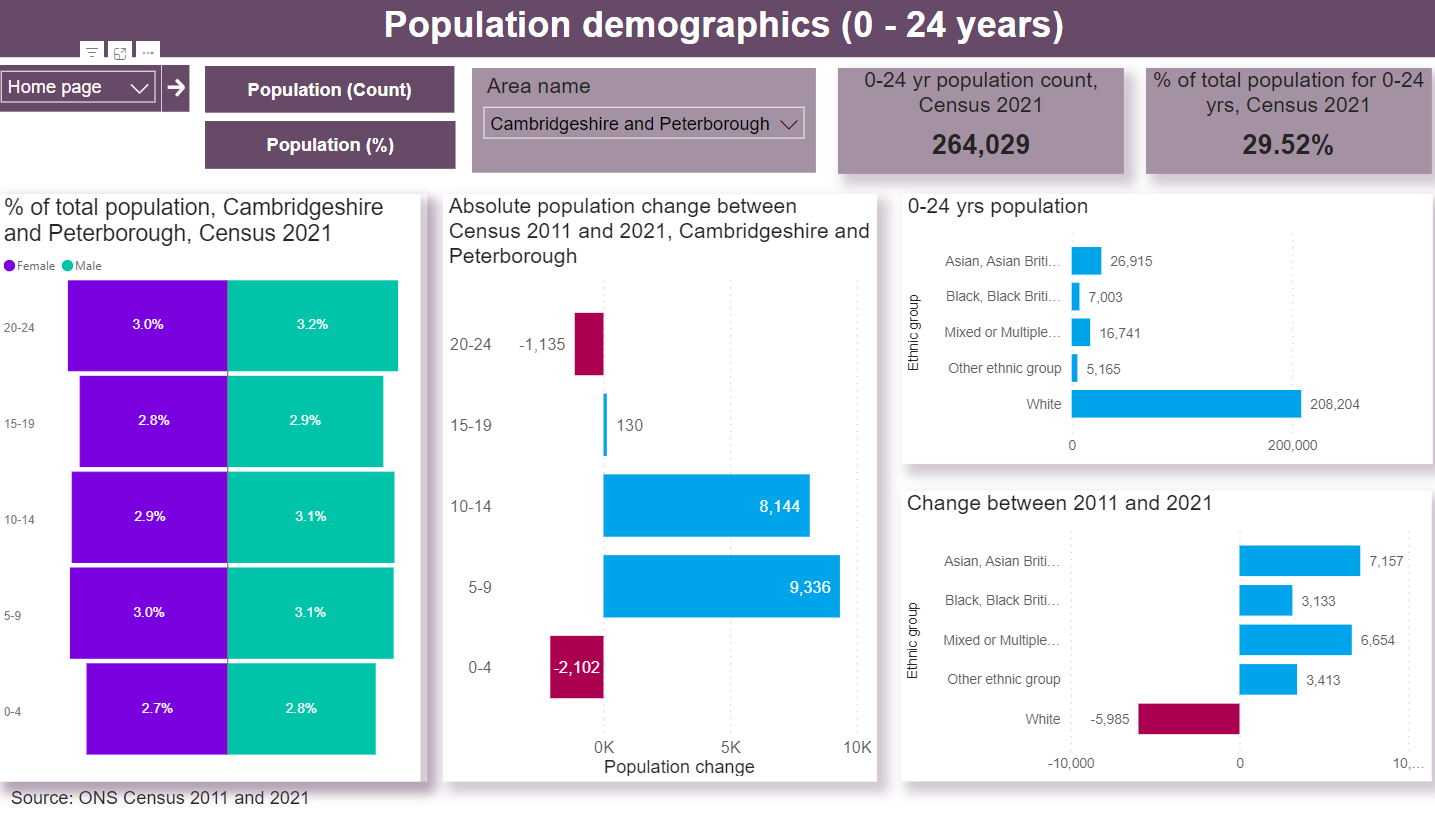 Population demographics (0 - 24 years)
Home page
Population (Count)
Population (%)
Area name
Cambridgeshire and Peterborough
0-24 yr population count,
Census 2021
264,029
% of total population for 0-24
yrs, Census 2021
29.52%
% of total population, Cambridgeshire
and Peterborough, Census 2021
Female
Male
20-24
3.0%
3.2%
15-19
2.8%
2.9%
10-14
2.9%
3.1%
5-9
3.0%
3.1%
0-4
2.7%
2.8%
Absolute population change between
Census 2011 and 2021, Cambridgeshire and
Peterborough
20-24
-1,135
15-19
130
10-14
8,144
5-9
9,336
0-4
-2,102
0K
5K
10K
Population change
0-24 yrs population
Ethnic group
Asian, Asian Briti…
26,915
Black, Black Briti…
7,003
Mixed or Multiple…
16,741
Other ethnic group
5,165
White
208,204
0
200,000
Change between 2011 and 2021
Ethnic group
Asian, Asian Briti…
7,157
Black, Black Briti…
3,133
Mixed or Multiple…
6,654
Other ethnic group
3,413
White
-5,985
-10,000
0
10,…
Source: ONS Census 2011 and 2021